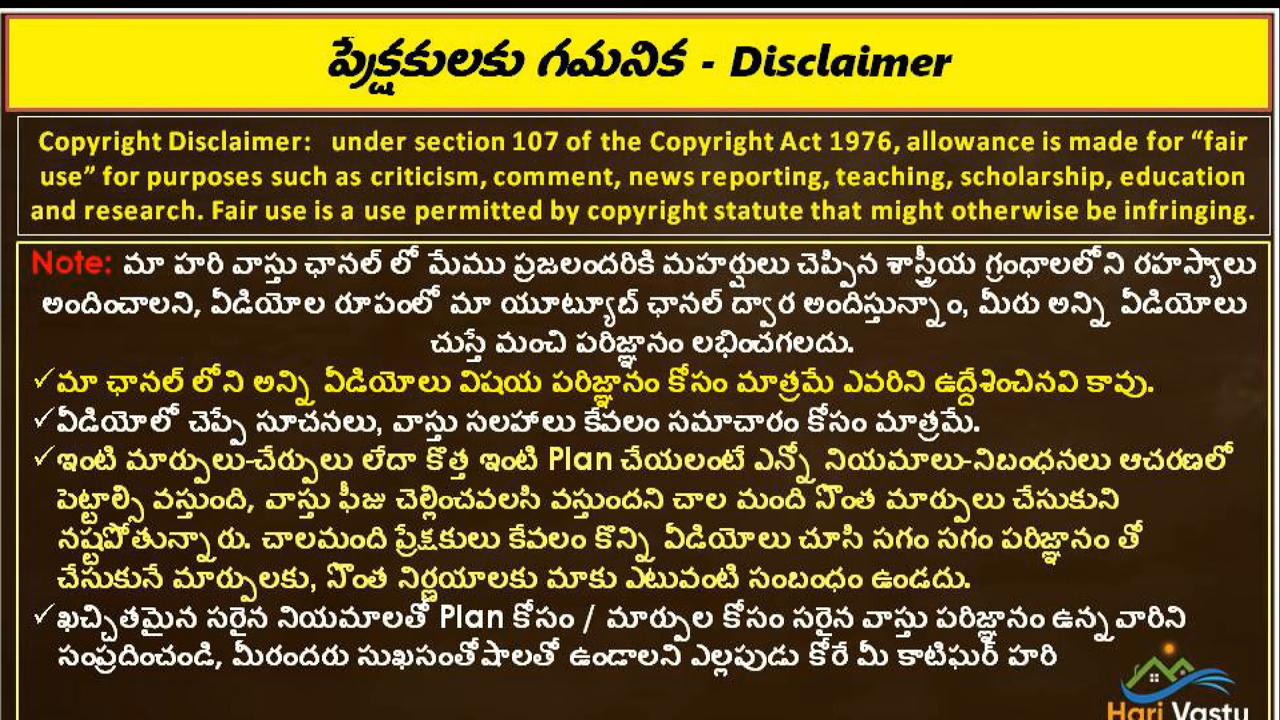 ప్రేక్షకులకు గమనిక - Disclaimer
Copyright Disclaimer: under section 107 of the Copyright Act 1976, allowance is made for “fair
use” for purposes such as criticism, comment, news reporting, teaching, scholarship, education
and research. Fair use is a use permitted by copyright statute that might otherwise be infringing.
Note: మా హరి వాస్తు ఛానల్ లో మేము ప్రజలందరికి మహర్షులు చెప్పిన శాస్త్రీయ గ్రంధాలలోని రహస్యాలు
అందించాలని, వీడియోల రూపంలో మా యూట్యూబ్ ఛానల్ ద్వార అందిస్తున్నాం, మీరు అన్ని వీడియోలు
చుస్తే మంచి పరిజ్ఞానం లభించగలదు.
✓మా ఛానల్ లోని అన్ని వీడియోలు విషయ పరిజ్ఞానం కోసం మాత్రమే ఎవరిని ఉద్దేశించినవి కావు.
✓వీడియోలో చెప్పే సూచనలు, వాస్తు సలహాలు కేవలం సమాచారం కోసం మాత్రమే.
✓ఇంటి మార్పులు-చేర్పులు లేదా కొత్త ఇంటి Plan చేయలంటే ఎన్నో నియమాలు-నిబంధనలు ఆచరణలో
పెట్టాల్సి వస్తుంది, వాస్తు ఫీజు చెల్లించవలసి వస్తుందని చాల మంది సొంత మార్పులు చేసుకుని
నష్టపోతున్నారు. చాలమంది ప్రేక్షకులు కేవలం కొన్ని వీడియోలు చూసి సగం సగం పరిజ్ఞానం తో
చేసుకునే మార్పులకు, సొంత నిర్ణయాలకు మాకు ఎటువంటి సంబంధం ఉండదు.
✓ఖచ్చితమైన సరైన నియమాలతో Plan కోసం / మార్పుల కోసం సరైన వాస్తు పరిజ్ఞానం ఉన్నవారిని
సంప్రదించండి, మీరందరు సుఖసంతోషాలతో ఉండాలని ఎల్లపుడు కోరే మీ కాటిఘర్ హరి
Hari Vastu